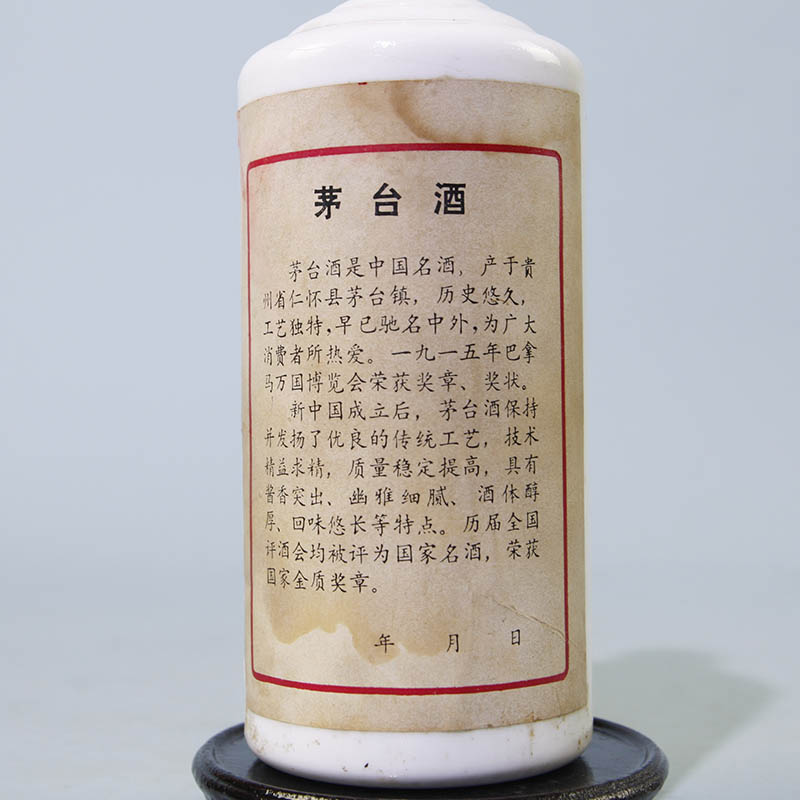 茅台酒
茅台酒是中国名酒，产于贵
州省仁怀县茅台镇，历史悠久，
工艺独特，早已驰名中外，为广大
消费者所热爱。一九一五年巴拿
马万国博览会荣获奖章、奖状。
新中国成立后，茅台酒保持
并发扬了优良的传统工艺，技术
精益求精，质量稳定提高，具有
酱香突出、幽雅细腻、酒体醇
厚、回味悠长等特点。历届全国
评酒会均被评为国家名酒，荣获
国家金质奖章。
年 月 日